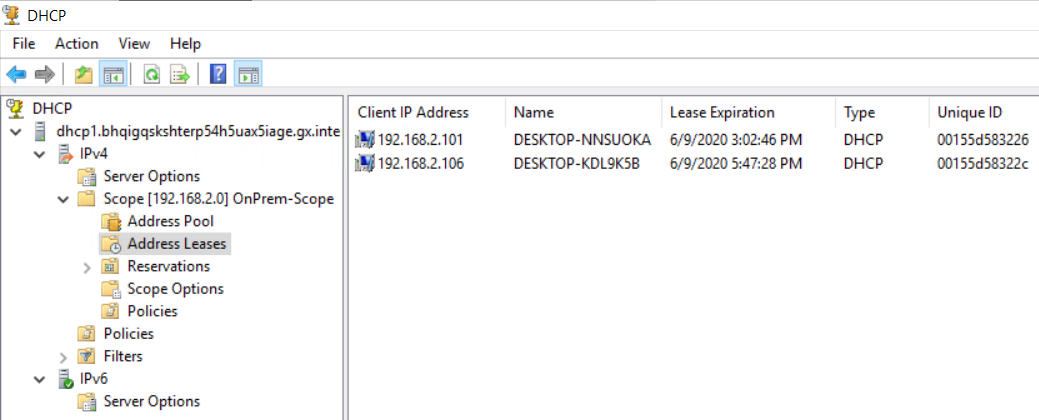 DHCP
File Action View Help
DHCP
dhcp1.bhqigqskshterp54h5uax5iage.gx.inte
IPv4
Server Options
Scope [192.168.2.0] OnPrem-Scope
Address Pool
Address Leases
Reservations
Scope Options
Policies
Policies
Filters
IPv6
Server Options
Client IP Address Name Lease Expiration Type Unique ID
192.168.2.101 DESKTOP-NNSUOKA 6/9/2020 3:02:46 PM DHCP 00155d583226
192.168.2.106 DESKTOP-KDL9K5B 6/9/2020 5:47:28 PM DHCP 00155d58322c